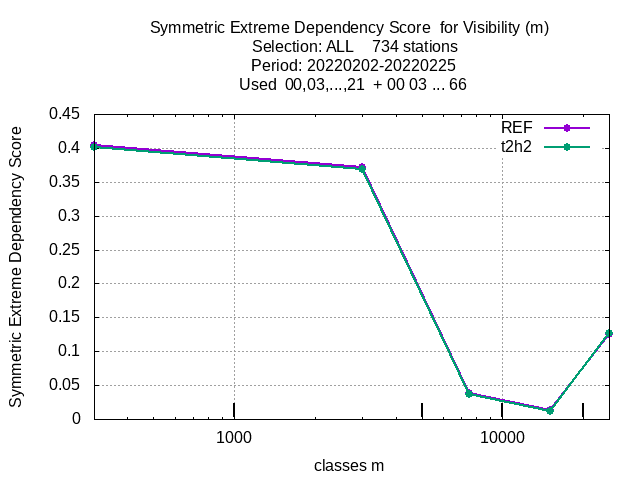 Symmetric Extreme Dependency Score  for Visibility (m)
Selection: ALL    734 stations
Period: 20220202-20220225
Used  00,03,...,21  + 00 03 ... 66
Symmetric Extreme Dependency Score
0.45
0.4
0.35
0.3
0.25
0.2
0.15
0.1
0.05
0
REF
t2h2
1000
10000
classes m